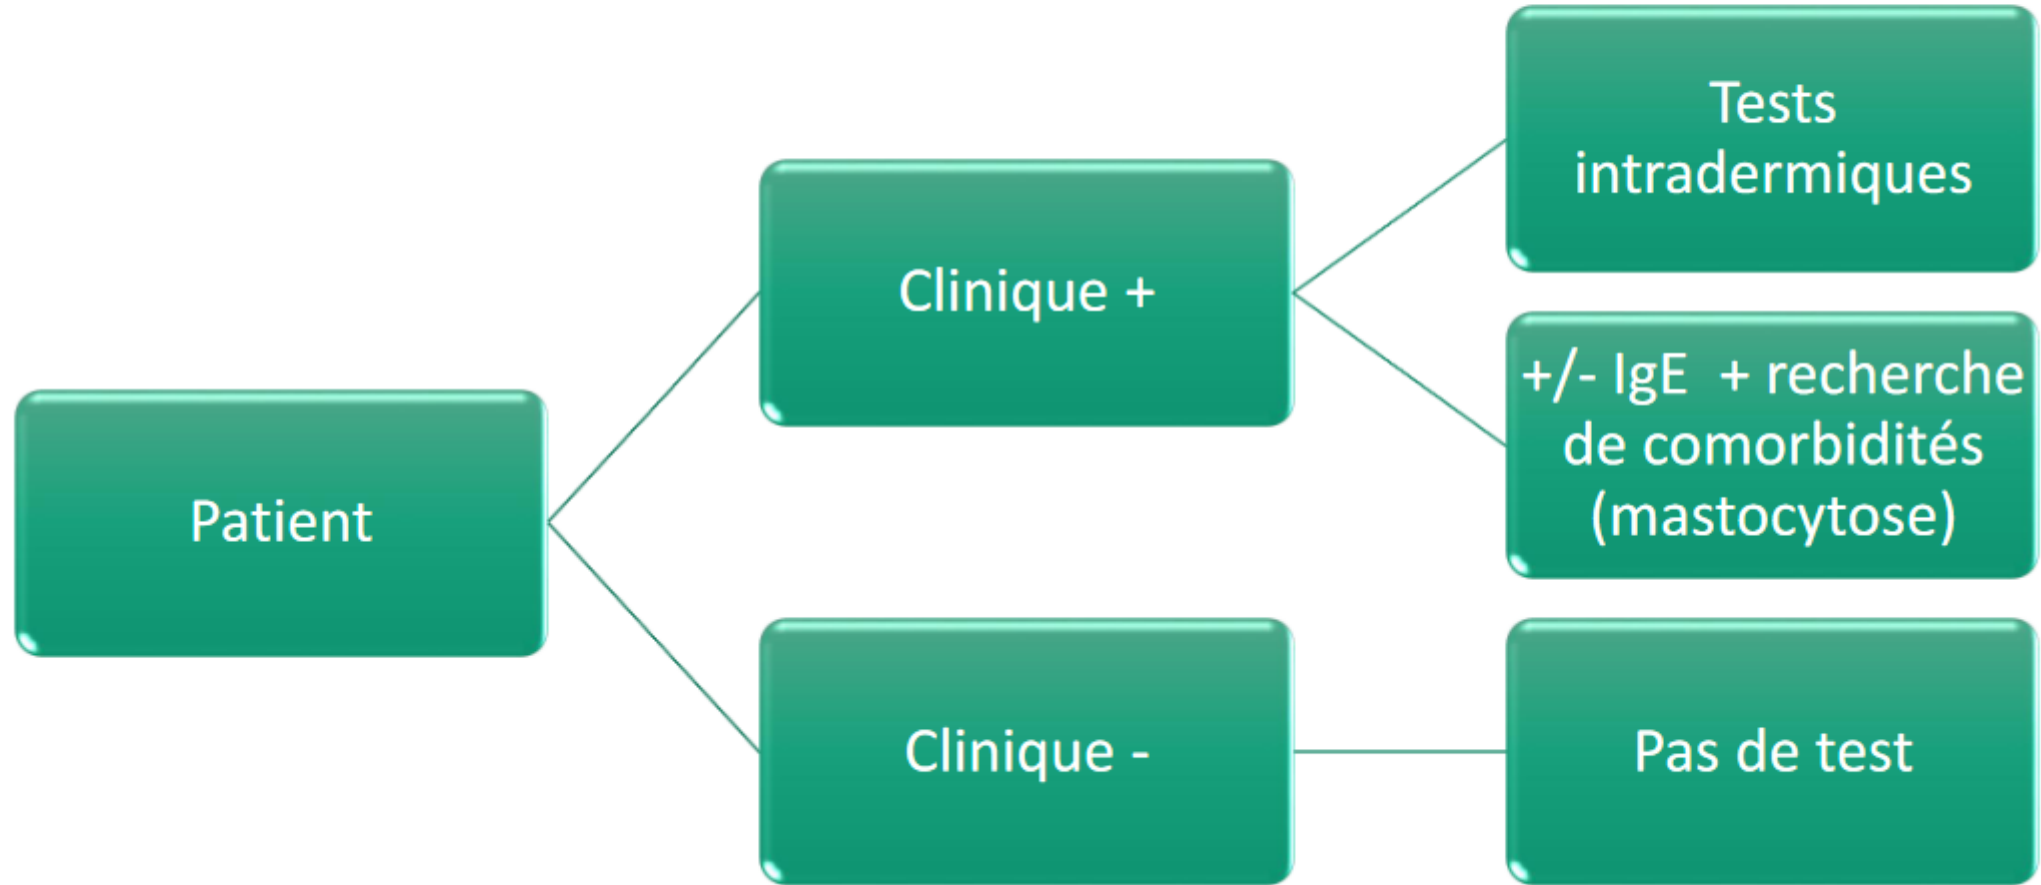 Patient
Clinique +
Tests
intradermiques
+/- IgE  + recherche
de comorbidités
(mastocytose)
Clinique -
Pas de test